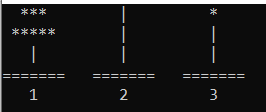 ***         |          *
 *****        |          |
   |          |          |
=======    =======    =======
   1          2          3